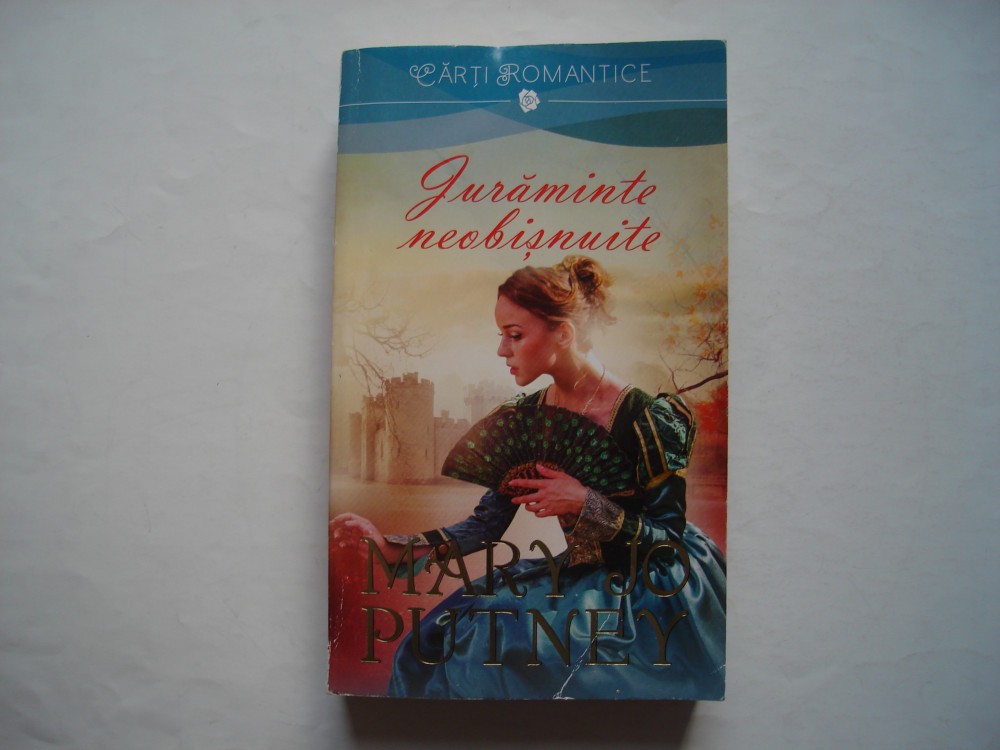 CĂRȚI ROMANTICE
Jurăminte
neobișnuite
MARY JO
PUTNEY